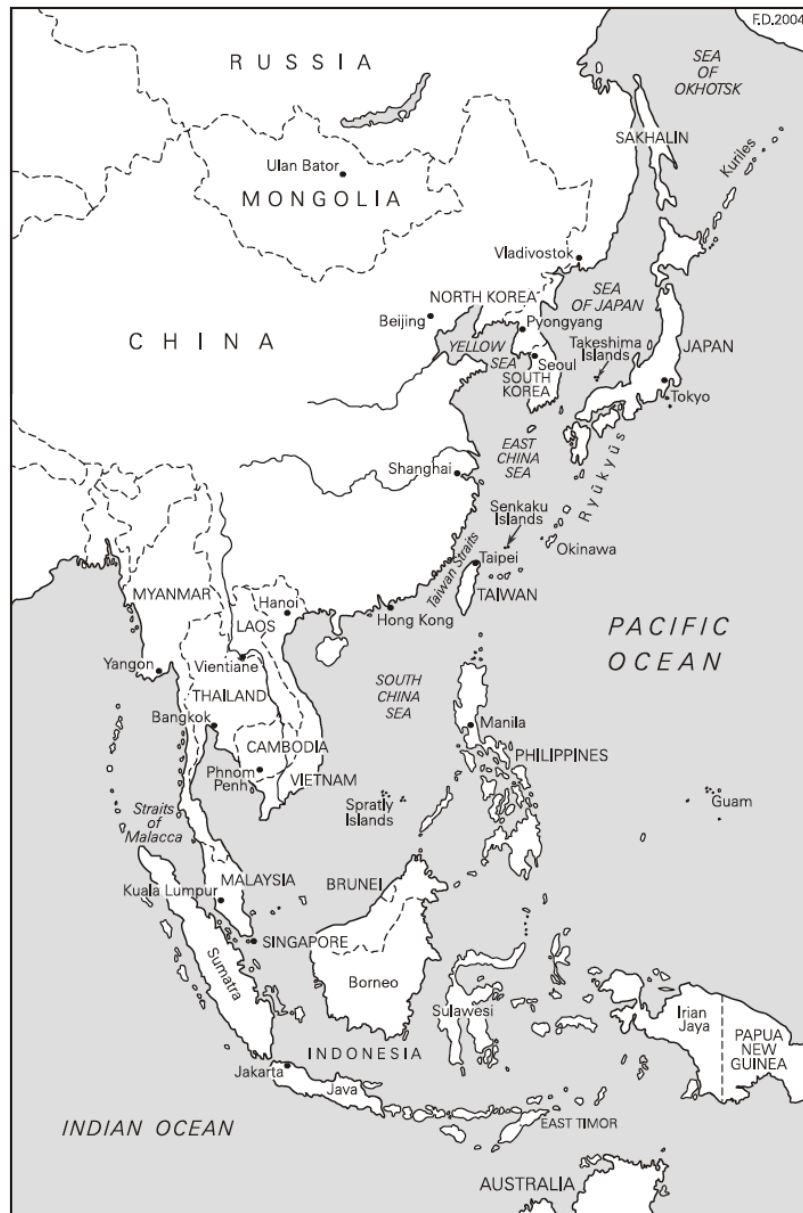 F.D.2004
RUSSIA
SEA
OF
OKHOTSK
SAKHALIN
Kuriles
Ulan Bator
MONGOLIA
Vladivostok
NORTH KOREA
SEA
OF JAPAN
Beijing
Pyongyang
CHINA
YELLOW
SEA
Takeshima
Islands
JAPAN
Seoul
SOUTH
KOREA
Tokyo
EAST
CHINA
SEA
Ryūkyūs
Shanghai
Senkaku
Islands
Okinawa
Taiwan Straits
Taipei
TAIWAN
MYANMAR
Hanoi
LAOS
Hong Kong
PACIFIC
OCEAN
Yangon
Vientiane
THAILAND
SOUTH
CHINA
SEA
Bangkok
Manila
CAMBODIA
PHILIPPINES
Phnom
Penh
VIETNAM
Spratly
Islands
Guam
Straits
of
Malacca
MALAYSIA
BRUNEI
Kuala Lumpur
SINGAPORE
Sumatra
Borneo
Sulawesi
Irian
Jaya
PAPUA
NEW
GUINEA
INDONESIA
Jakarta
Java
INDIAN OCEAN
EAST TIMOR
AUSTRALIA